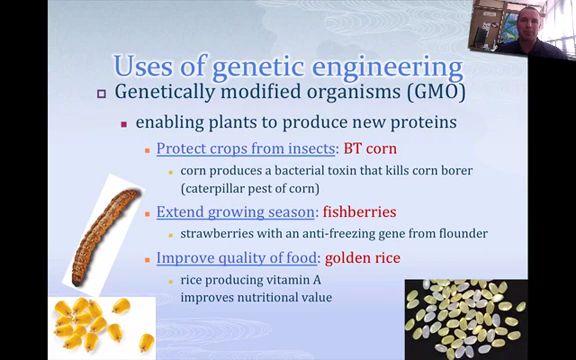 Uses of genetic engineering
Genetically modified organisms (GMO)
enabling plants to produce new proteins
Protect crops from insects: BT corn
corn produces a bacterial toxin that kills corn borer
(caterpillar pest of corn)
Extend growing season: fishberries
strawberries with an anti-freezing gene from flounder
Improve quality of food: golden rice
rice producing vitamin A
improves nutritional value